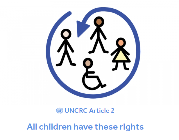 @ UNCRC Article 2
All children have these rights